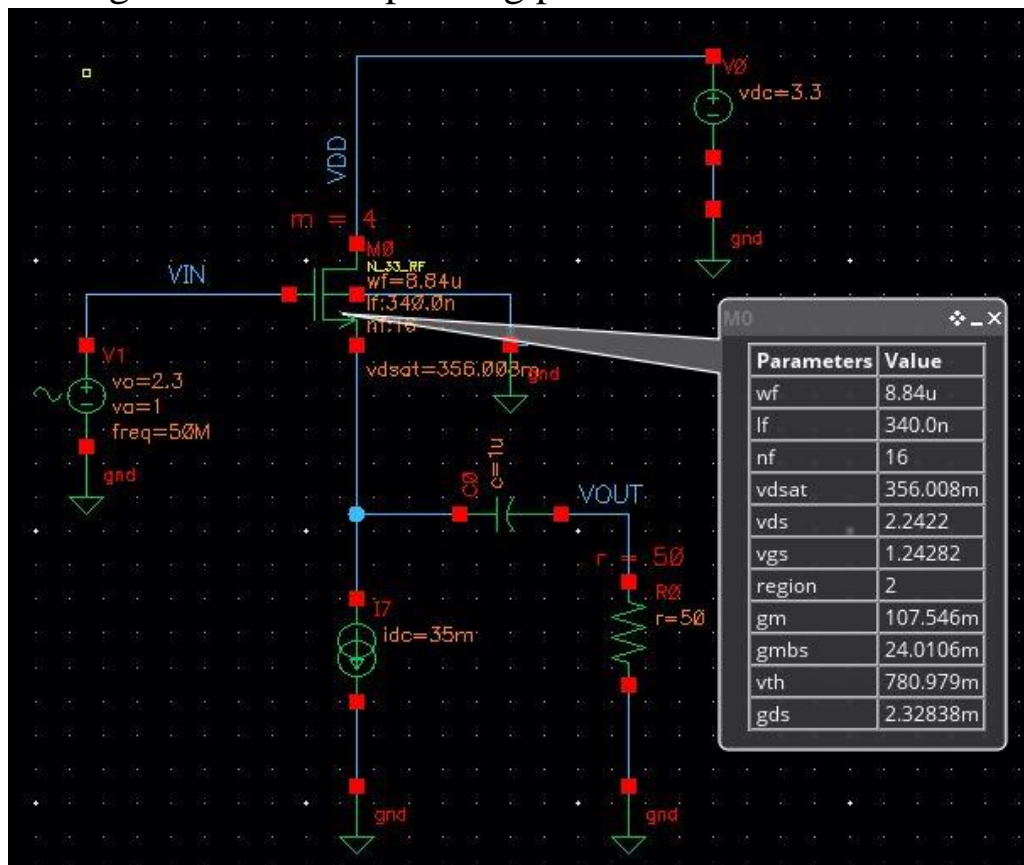 VDD
V0
vdc=3.3
gnd
m = 4
M0
N_33_RF
wf=8.84u
lf:340.0n
vdsat=356.008m
gnd
VIN
V1
vo=2.3
va=1
freq=50M
gnd
C0
c=1u
VOUT
r = 50
R0
r=50
gnd
I7
idc=35m
gnd
M0
Parameters Value
wf 8.84u
lf 340.0n
nf 16
vdsat 356.008m
vds 2.2422
vgs 1.24282
region 2
gm 107.546m
gmbs 24.0106m
vth 780.979m
gds 2.32838m